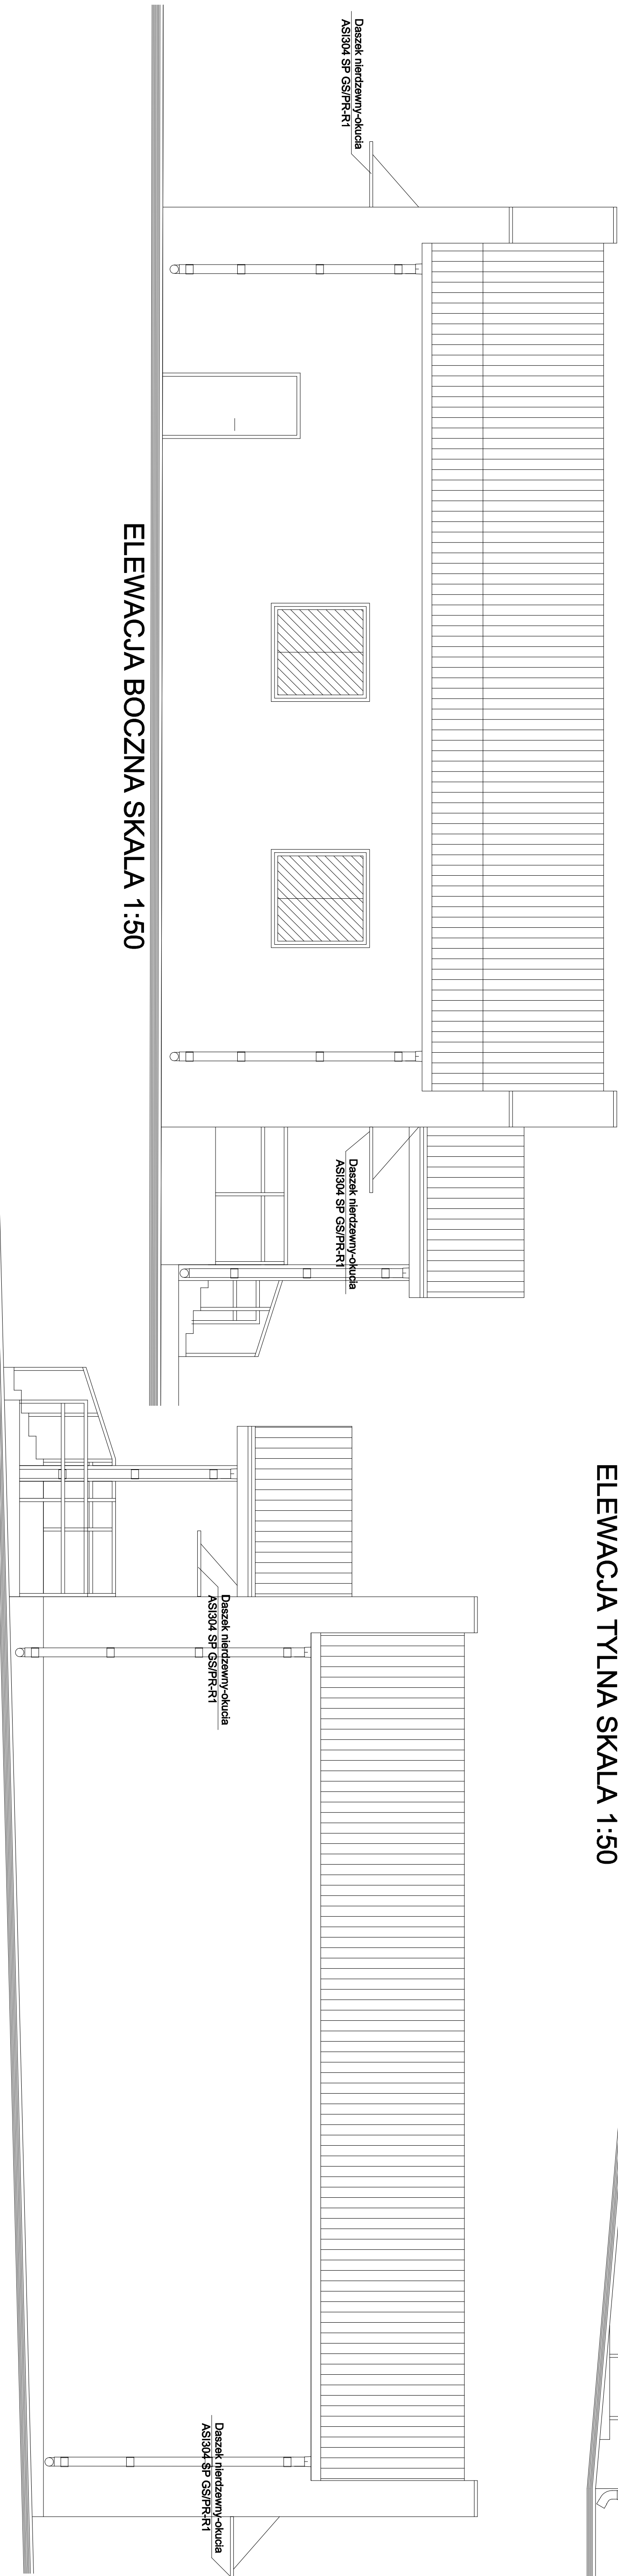 Daszek nierdzewny-okucia
ASI304 SP GS/PR-R1
ELEWACJA BOCZNA SKALA 1:50
Daszek nierdzewny-okucia
ASI304 SP GS/PR-R1
ELEWACJA TYLNA SKALA 1:50
Daszek nierdzewny-okucia
ASI304 SP GS/PR-R1
Daszek nierdzewny-okucia
ASI304 SP GS/PR-R1